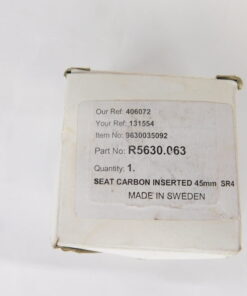 Our Ref: 406072
Your Ref: 131554
Item No: 9630035092
Part No: R5630.063
Quantity: 1.
SEAT CARBON INSERTED 45mm SR4
MADE IN SWEDEN